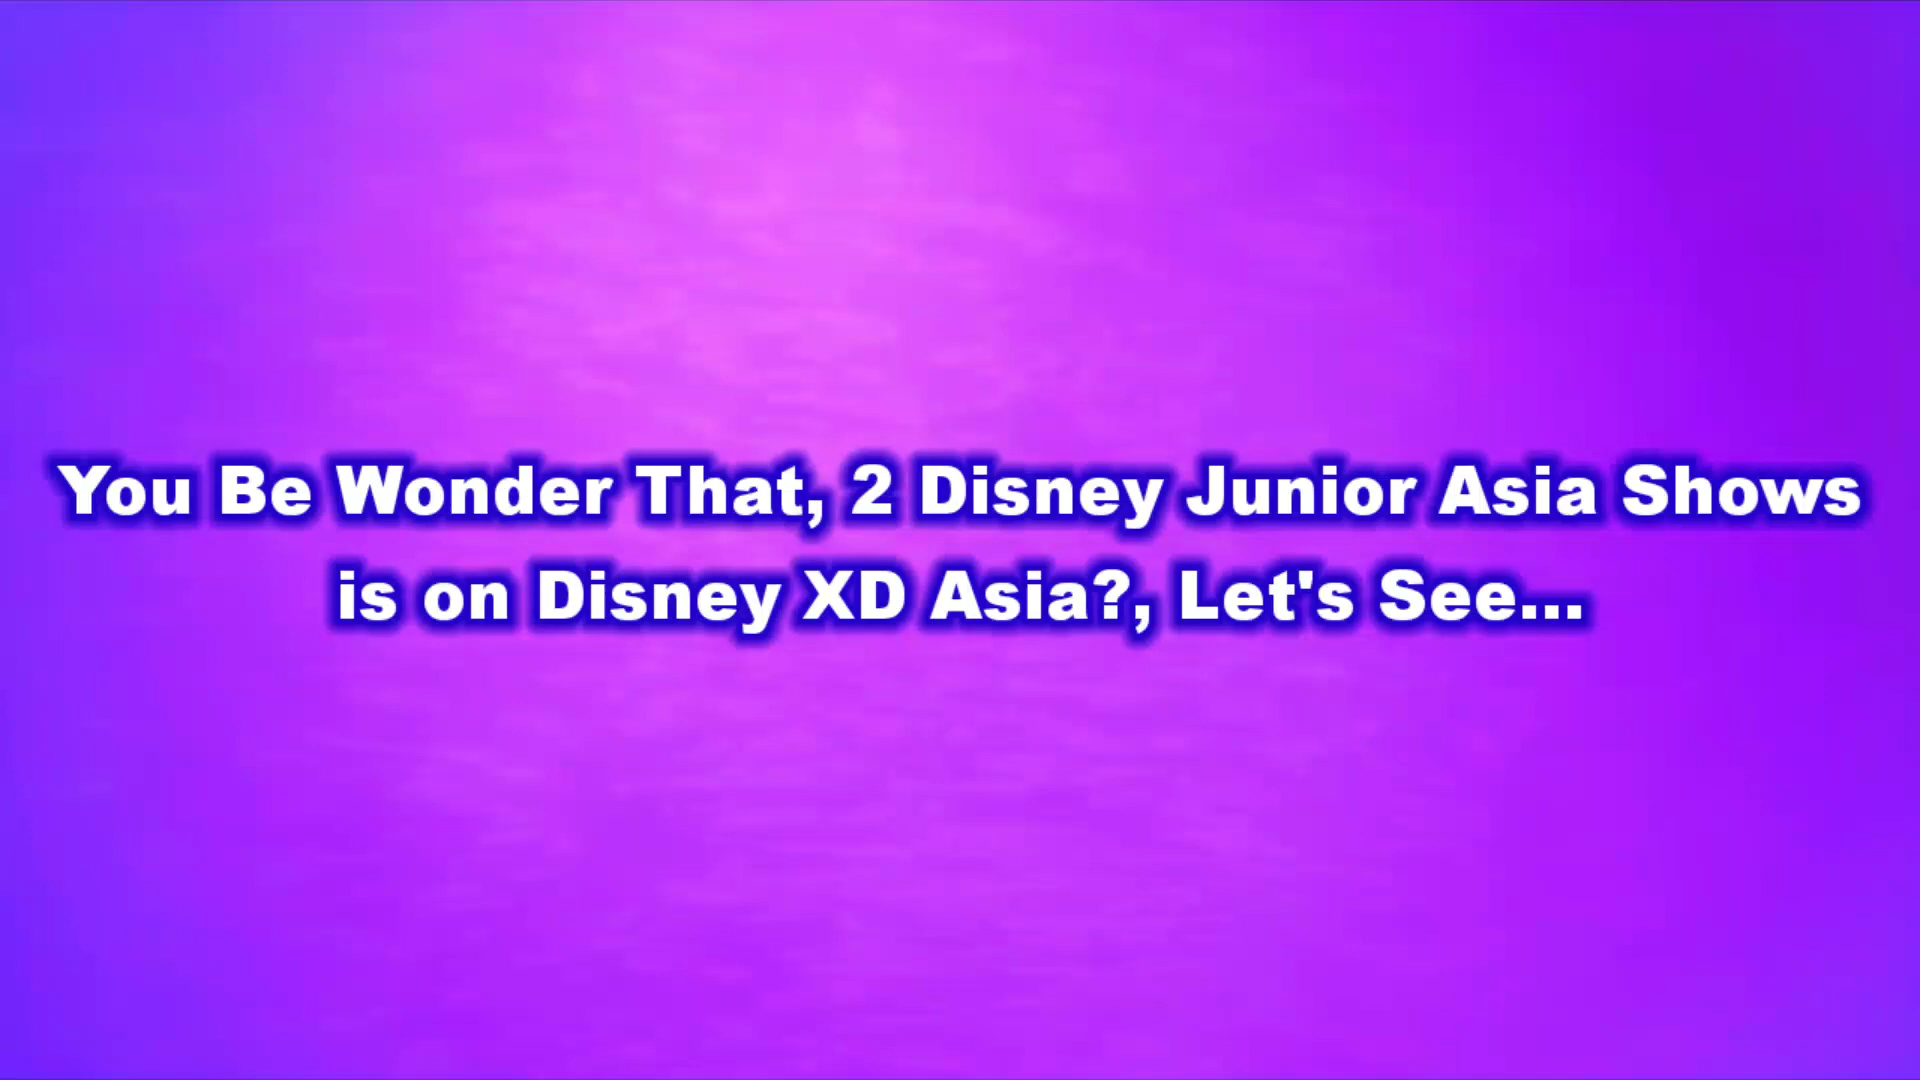 You Be Wonder That, 2 Disney Junior Asia Shows
is on Disney XD Asia?, Let's See...